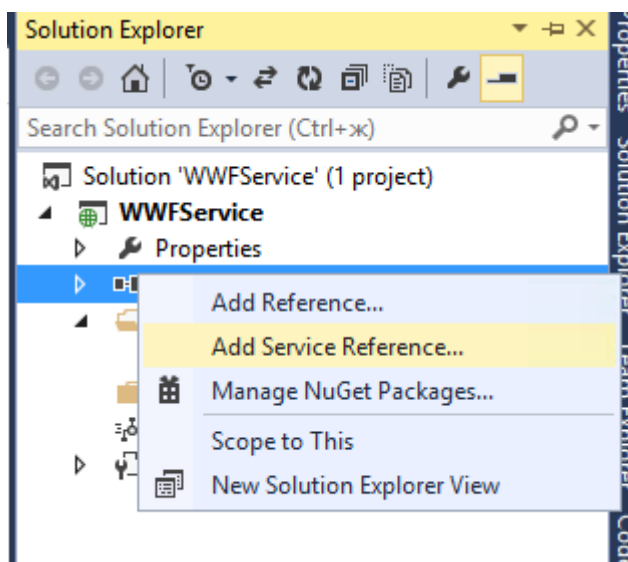 Solution Explorer
Search Solution Explorer (Ctrl+ж)
Solution 'WWFService' (1 project)
WWFService
Properties
Add Reference...
Add Service Reference...
Manage NuGet Packages...
Scope to This
New Solution Explorer View
Properties
Solution Explorer
Team Explorer